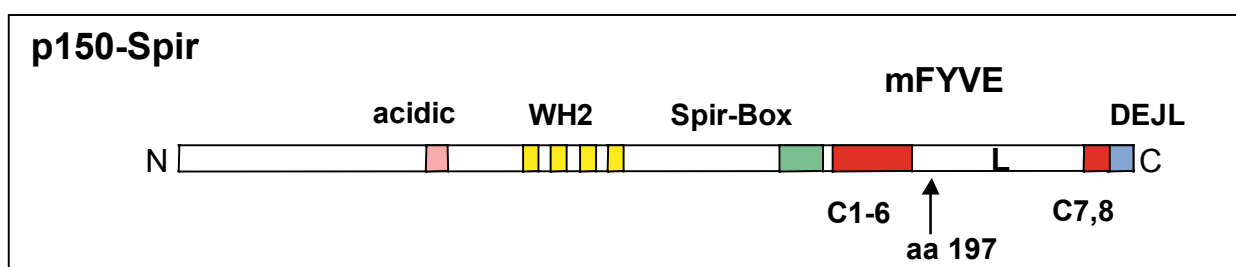 p150-Spir
mFYVE
acidic WH2 Spir-Box DEJL
N L C
C1-6 C7,8
aa 197